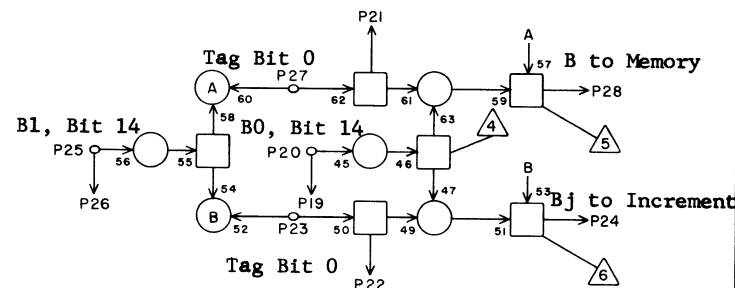 P21
A
Tag Bit 0
57
B to Memory
P27
A
60
62
61
59
P28
58
63
4
B1, Bit 14
B0, Bit 14
5
P25
56
55
P20
45
46
54
47
B
53
Bj to Increment
P26
P19
B
52
P23
50
49
51
P24
Tag Bit 0
6
P22